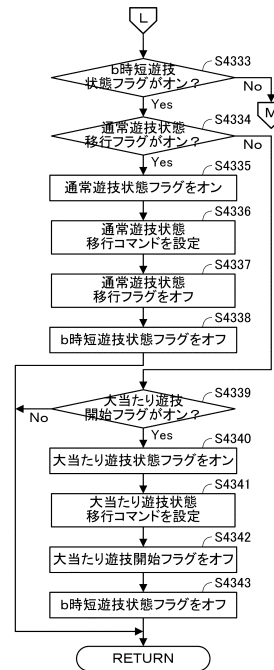 L
b時短遊技
状態フラグがオン？
S4333
No
M
Yes
通常遊技状態
移行フラグがオン？
S4334
No
Yes
S4335
通常遊技状態フラグをオン
S4336
通常遊技状態
移行コマンドを設定
S4337
通常遊技状態
移行フラグをオフ
S4338
b時短遊技状態フラグをオフ
S4339
大当たり遊技
開始フラグがオン？
No
Yes
S4340
大当たり遊技状態フラグをオン
S4341
大当たり遊技状態
移行コマンドを設定
S4342
大当たり遊技開始フラグをオフ
S4343
b時短遊技状態フラグをオフ
RETURN